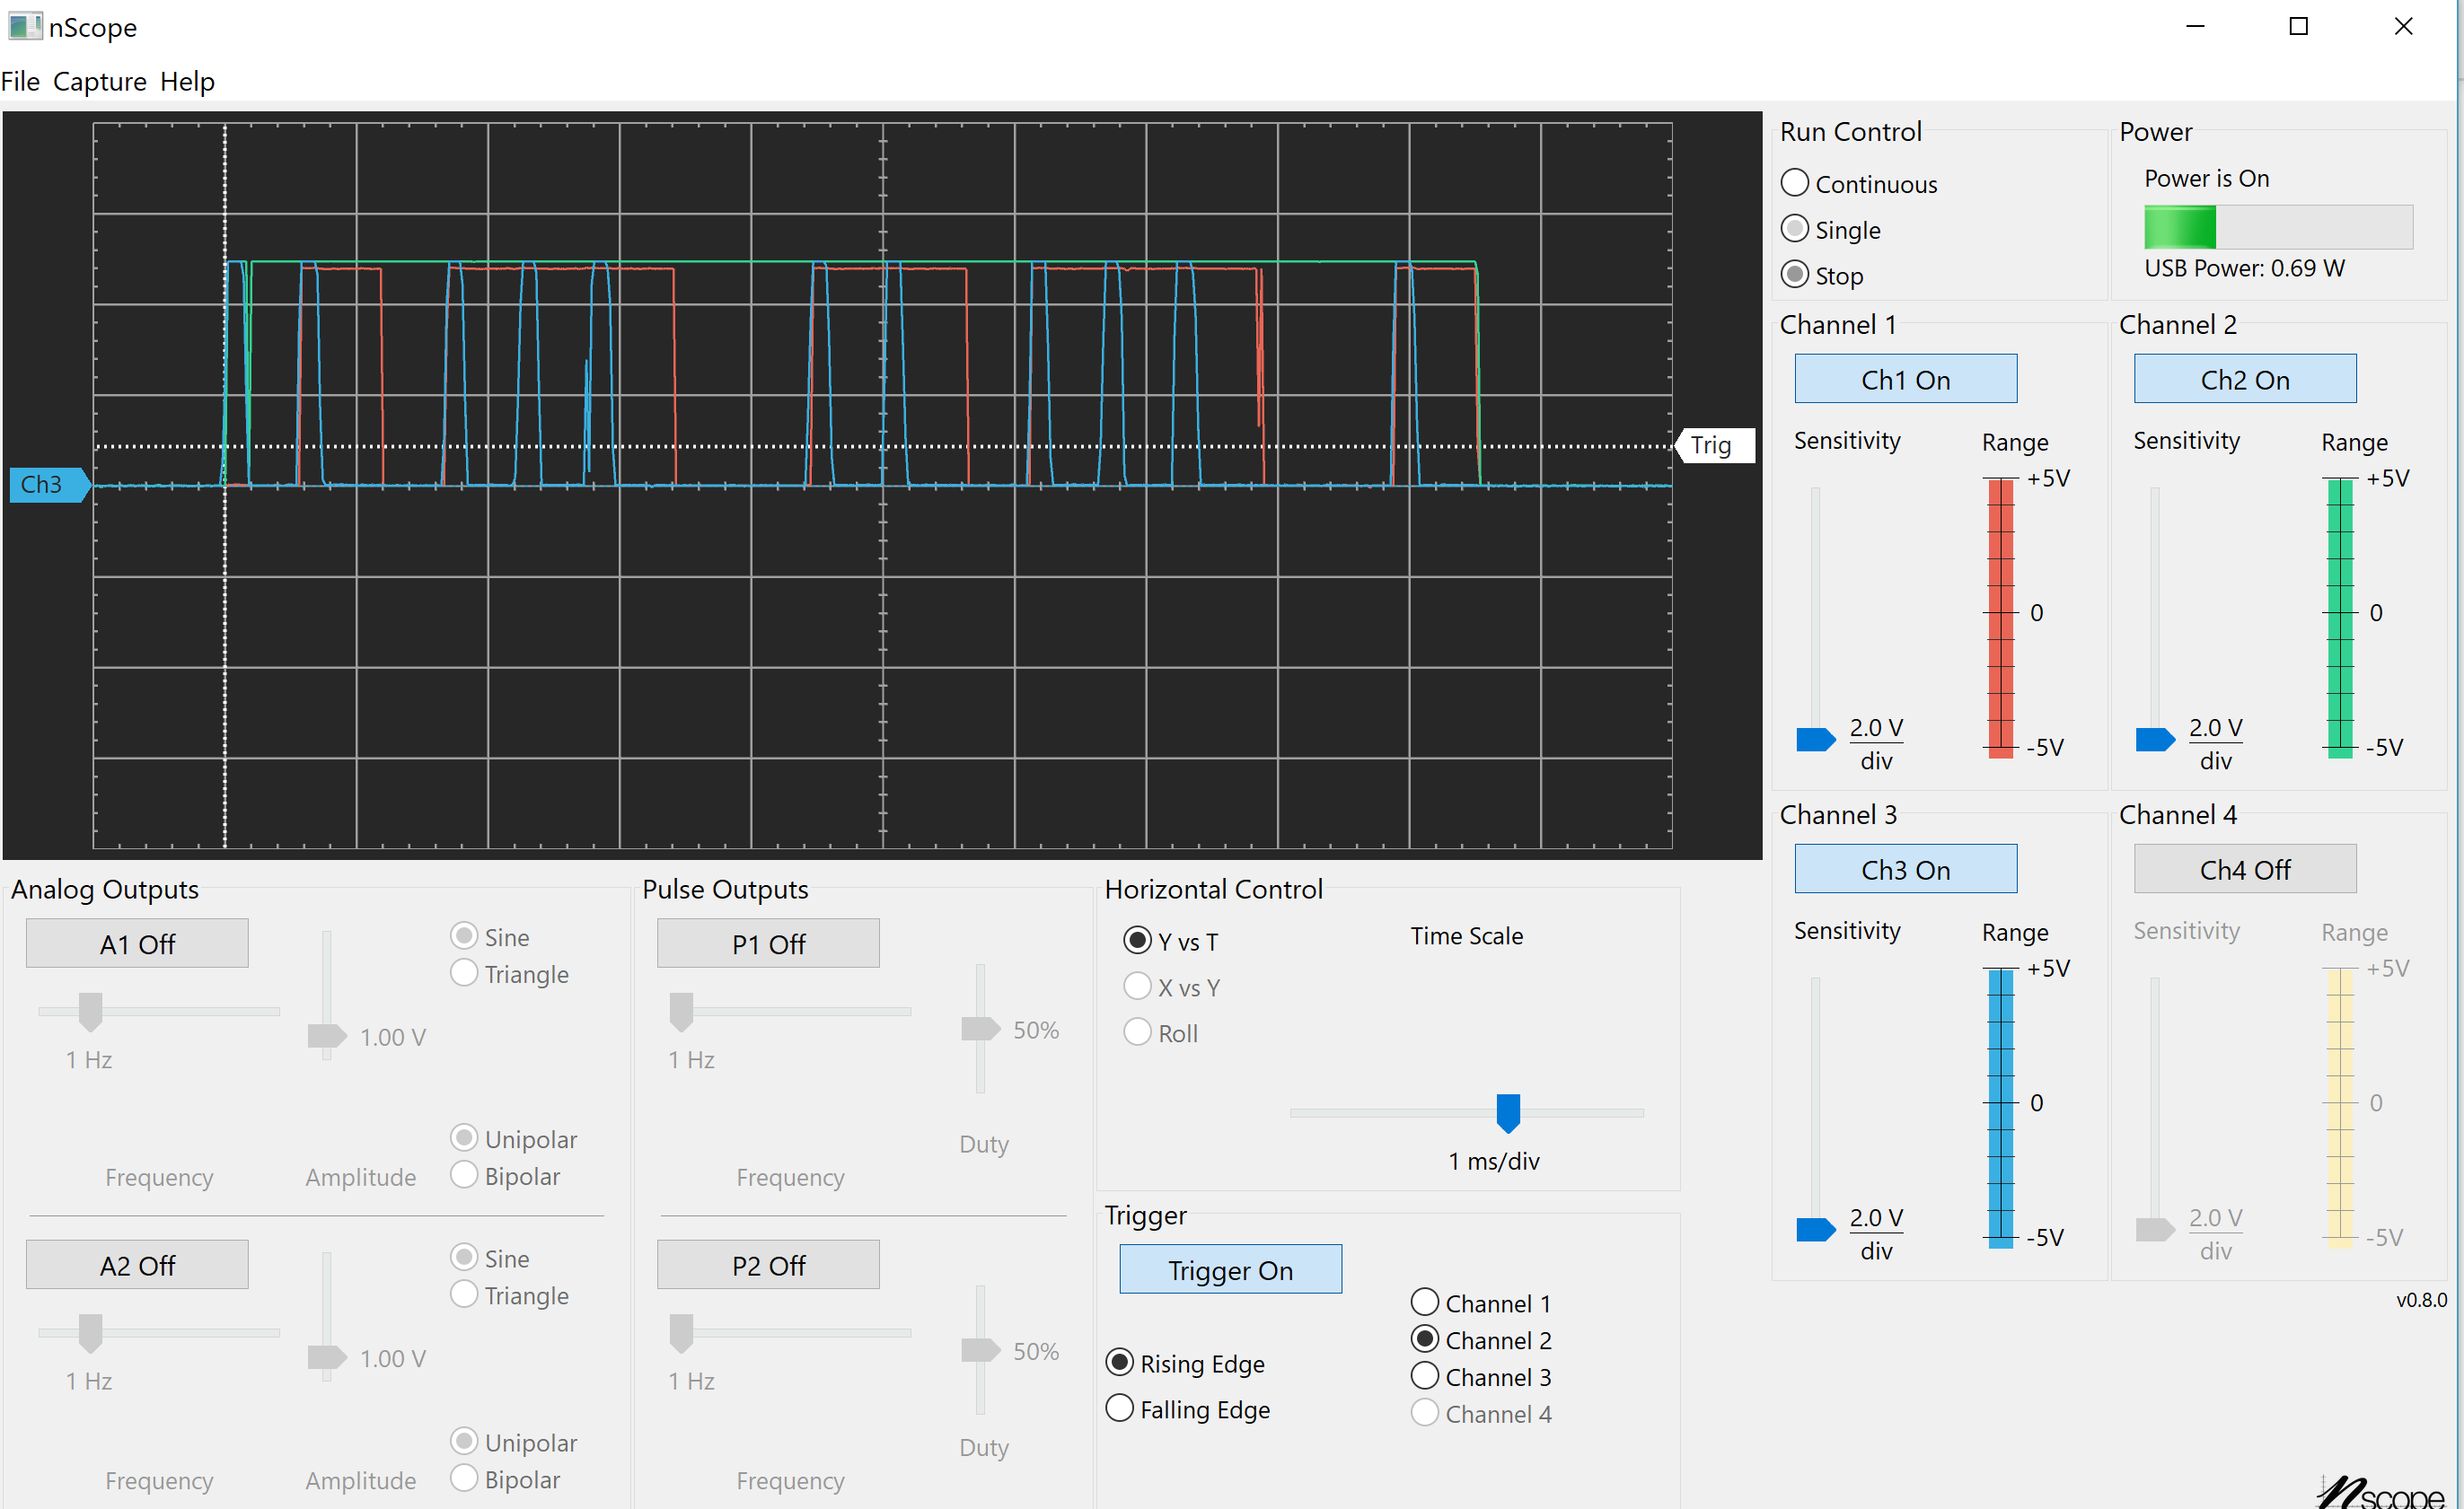 nScope
File Capture Help
Ch3
Trig
Run Control
Continuous
Single
Stop
Power
Power is On
USB Power: 0.69 W
Channel 1
Ch1 On
Sensitivity
Range
+5V
0
-5V
2.0 V
div
Channel 2
Ch2 On
Sensitivity
Range
+5V
0
-5V
2.0 V
div
Channel 3
Ch3 On
Sensitivity
Range
+5V
0
-5V
2.0 V
div
Channel 4
Ch4 Off
Sensitivity
Range
+5V
0
-5V
2.0 V
div
v0.8.0
nscope
Analog Outputs
A1 Off
1 Hz
Frequency
1.00 V
Amplitude
Sine
Triangle
Unipolar
Bipolar
A2 Off
1 Hz
Frequency
1.00 V
Amplitude
Sine
Triangle
Unipolar
Bipolar
Pulse Outputs
P1 Off
1 Hz
Frequency
50%
Duty
P2 Off
1 Hz
Frequency
50%
Duty
Horizontal Control
Y vs T
X vs Y
Roll
Time Scale
1 ms/div
Trigger
Trigger On
Rising Edge
Falling Edge
Channel 1
Channel 2
Channel 3
Channel 4